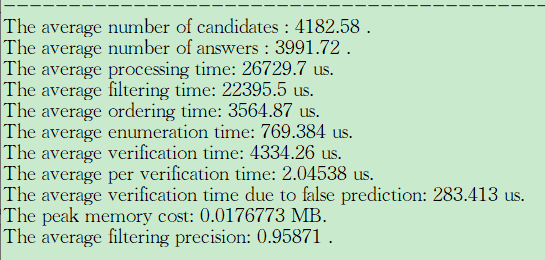 The average number of candidates : 4182.58 .
The average number of answers : 3991.72 .
The average processing time: 26729.7 us.
The average filtering time: 22395.5 us.
The average ordering time: 3564.87 us.
The average enumeration time: 769.384 us.
The average verification time: 4334.26 us.
The average per verification time: 2.04538 us.
The average verification time due to false prediction: 283.413 us.
The peak memory cost: 0.0176773 MB.
The average filtering precision: 0.95871 .